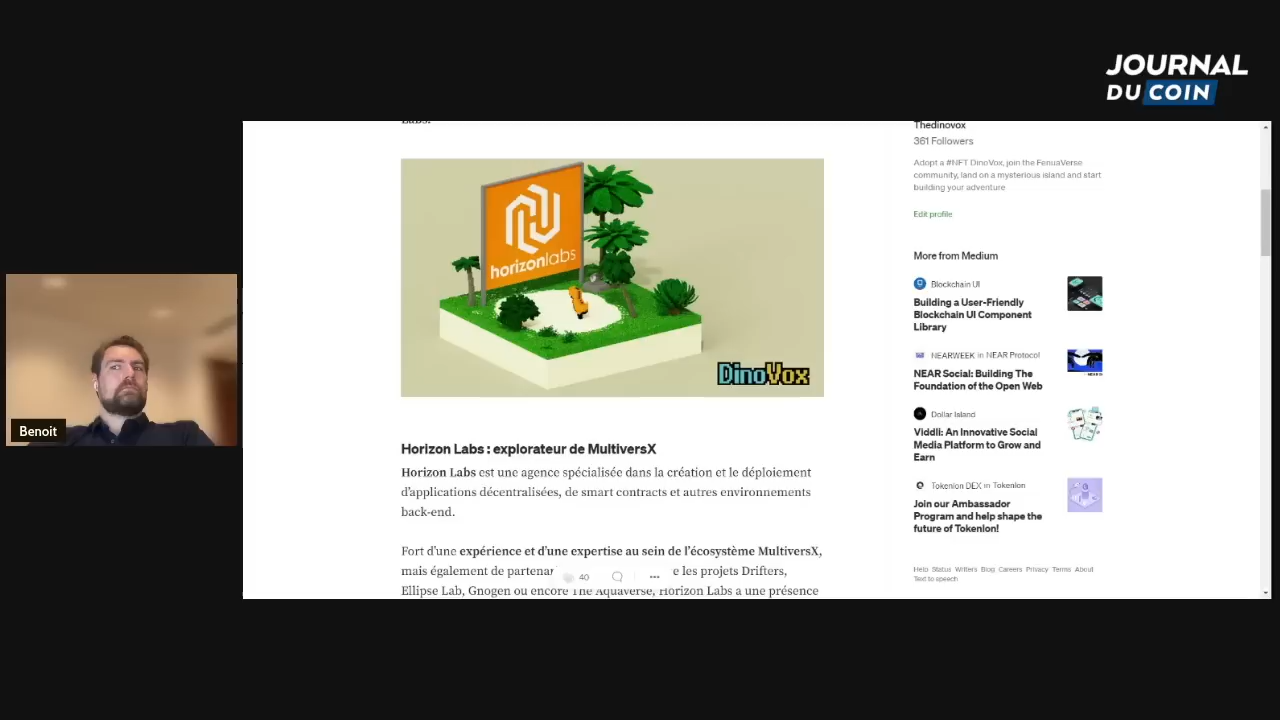 JOURNAL
DU COIN
Benoit
Labs.
horizonlabs
DinoVox
Horizon Labs : explorateur de MultiversX
Horizon Labs est une agence spécialisée dans la création et le déploiement
d'applications décentralisées, de smart contracts et autres environnements
back-end.
Fort d'une expérience et d'une expertise au sein de l'écosystème MultiversX,
mais également de partenar e les projets Drifters,
40
Ellipse Lab, Gnogen ou encore The Aquaverse, Horizon Labs a une présence
Thedinovox
361 Followers
Adopt a #NFT DinoVox, join the FenuaVerse
community, land on a mysterious island and start
building your adventure
Edit profile
More from Medium
Blockchain UI
Building a User-Friendly
Blockchain UI Component
Library
NEARWEEK in NEAR Protocol
NEAR Social: Building The
Foundation of the Open Web
Dollar Island
Viddli: An Innovative Social
Media Platform to Grow and
Earn
Tokenlon DEX in Tokenlon
Join our Ambassador
Program and help shape the
future of Tokenlon!
Help Status Writers Blog Careers Privacy Terms About
Text to speech